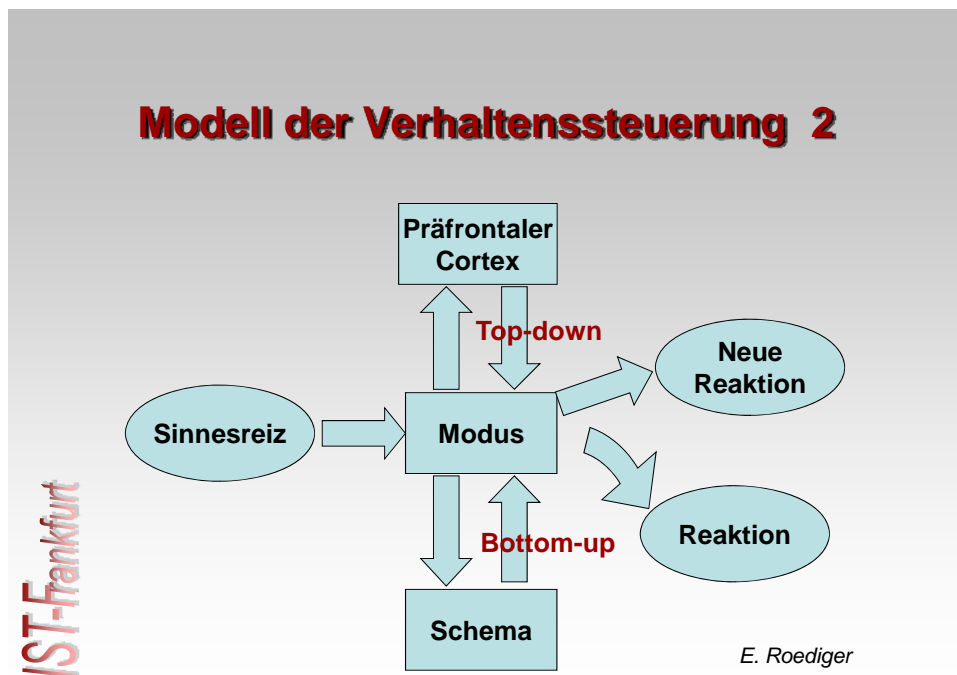 Modell der Verhaltenssteuerung 2
Präfrontaler
Cortex
Top-down
Neue
Reaktion
Sinnesreiz
Modus
Bottom-up
Reaktion
Schema
IST-Frankfurt
E. Roediger